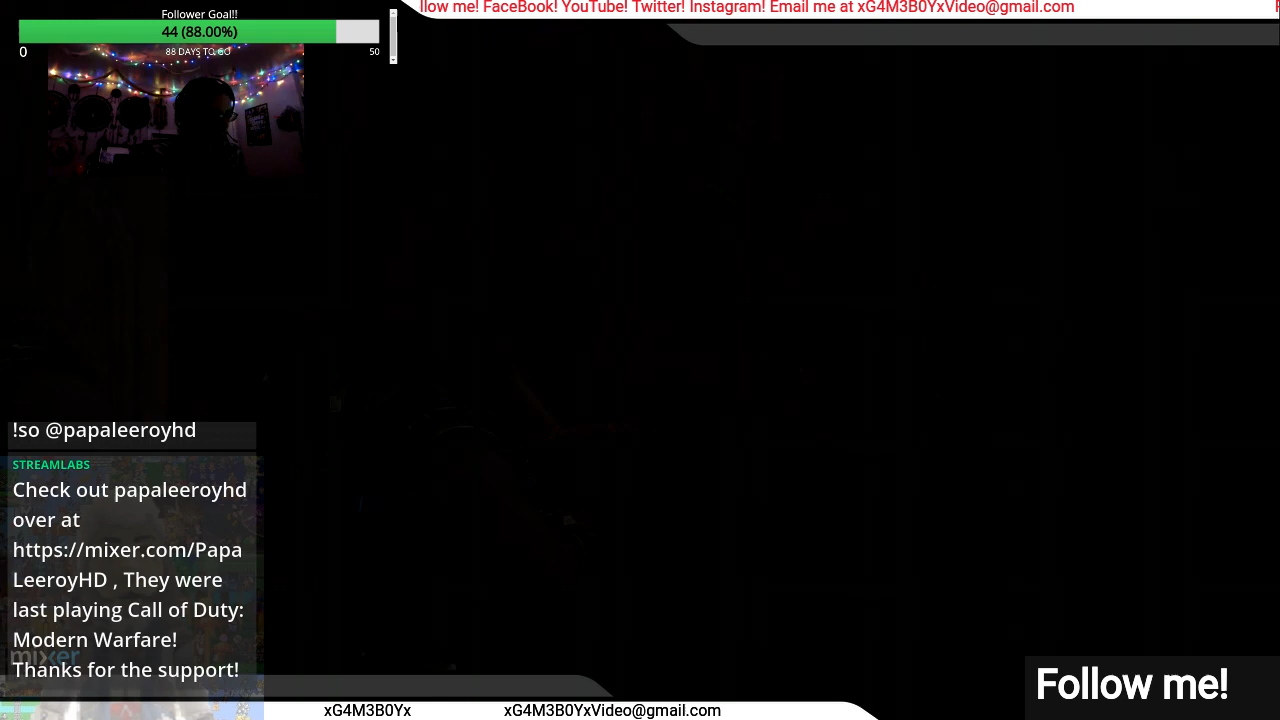 llow me! FaceBook! YouTube! Twitter! Instagram! Email me at xG4M3B0YxVideo@gmail.com
Follower Goal!!
44 (88.00%)
0
88 DAYS TO GO
50
!so @papaleeroyhd
STREAMLABS
Check out papaleeroyhd
over at
https://mixer.com/Papa
LeeroyHD , They were
last playing Call of Duty:
Modern Warfare!
mixer
Thanks for the support!
Follow me!
xG4M3B0Yx
xG4M3B0YxVideo@gmail.com